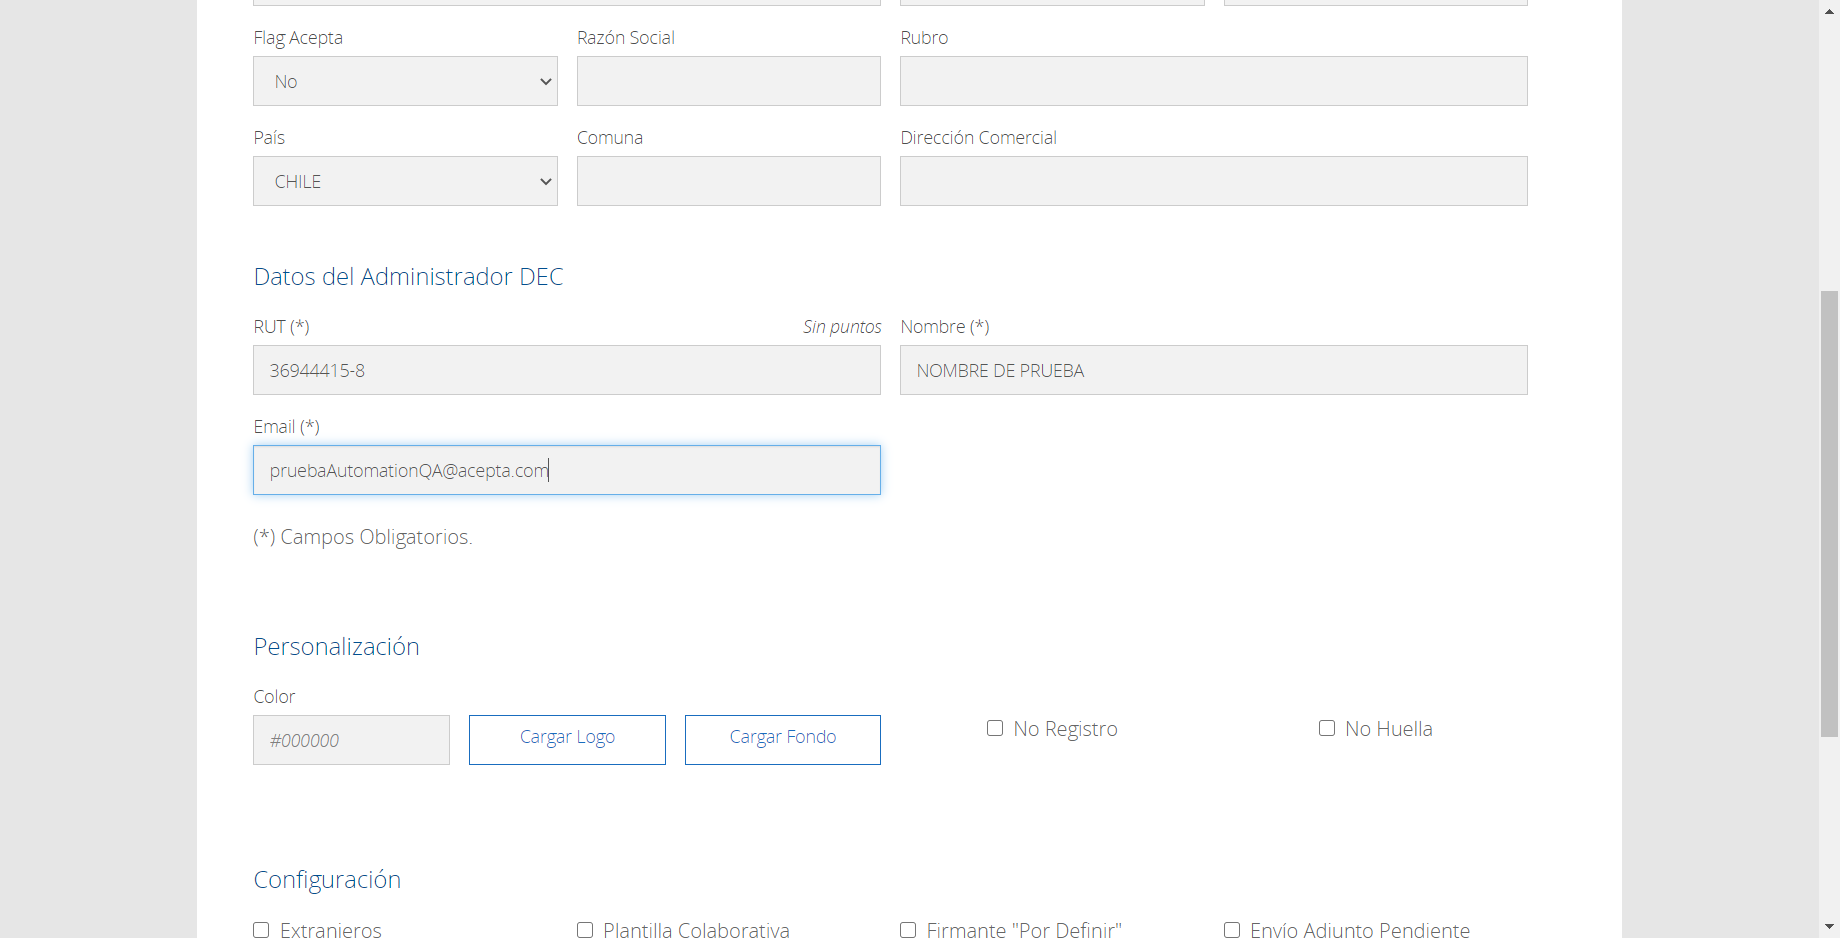 Flag Acepta Razón Social Rubro
No
País Comuna Dirección Comercial
CHILE
Datos del Administrador DEC
RUT (*) Sin puntos Nombre (*)
36944415-8 NOMBRE DE PRUEBA
Email (*)
pruebaAutomationQA@acepta.com
(*) Campos Obligatorios.
Personalización
Color
#000000 Cargar Logo Cargar Fondo No Registro No Huella
Configuración
Extranjeros Plantilla Colaborativa Firmante "Por Definir" Envío Adjunto Pendiente